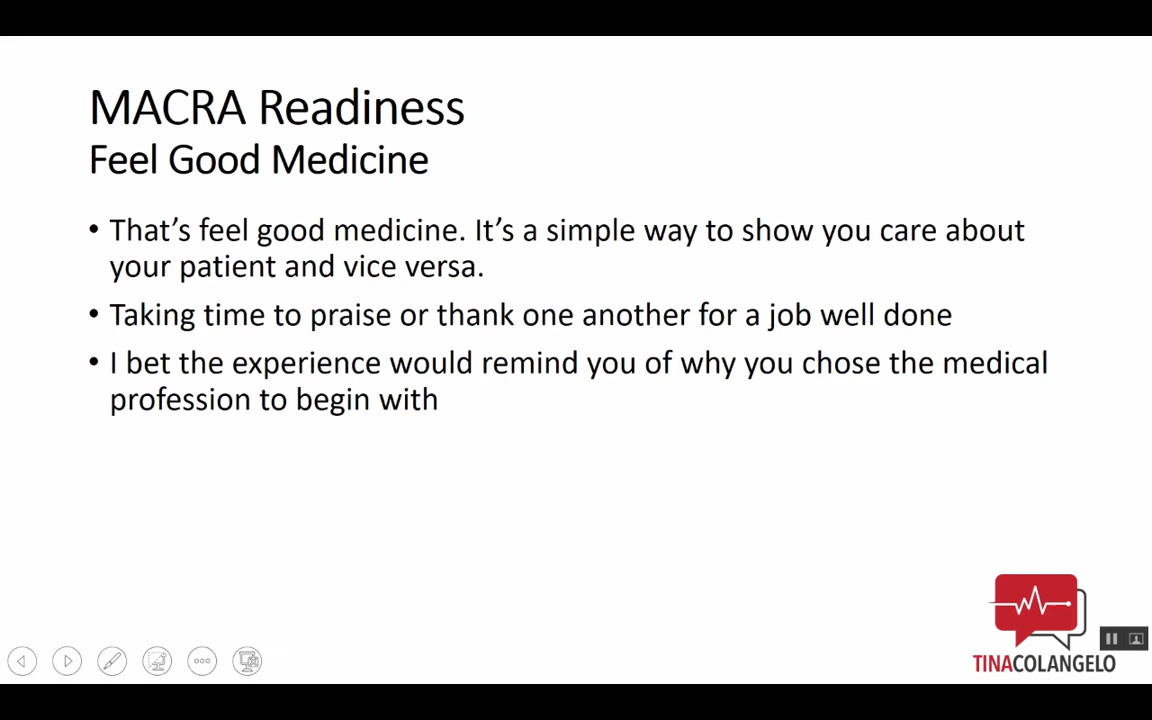 MACRA Readiness
Feel Good Medicine
• That’s feel good medicine. It’s a simple way to show you care about
your patient and vice versa.
• Taking time to praise or thank one another for a job well done
• I bet the experience would remind you of why you chose the medical
profession to begin with
TINACOLANGELO